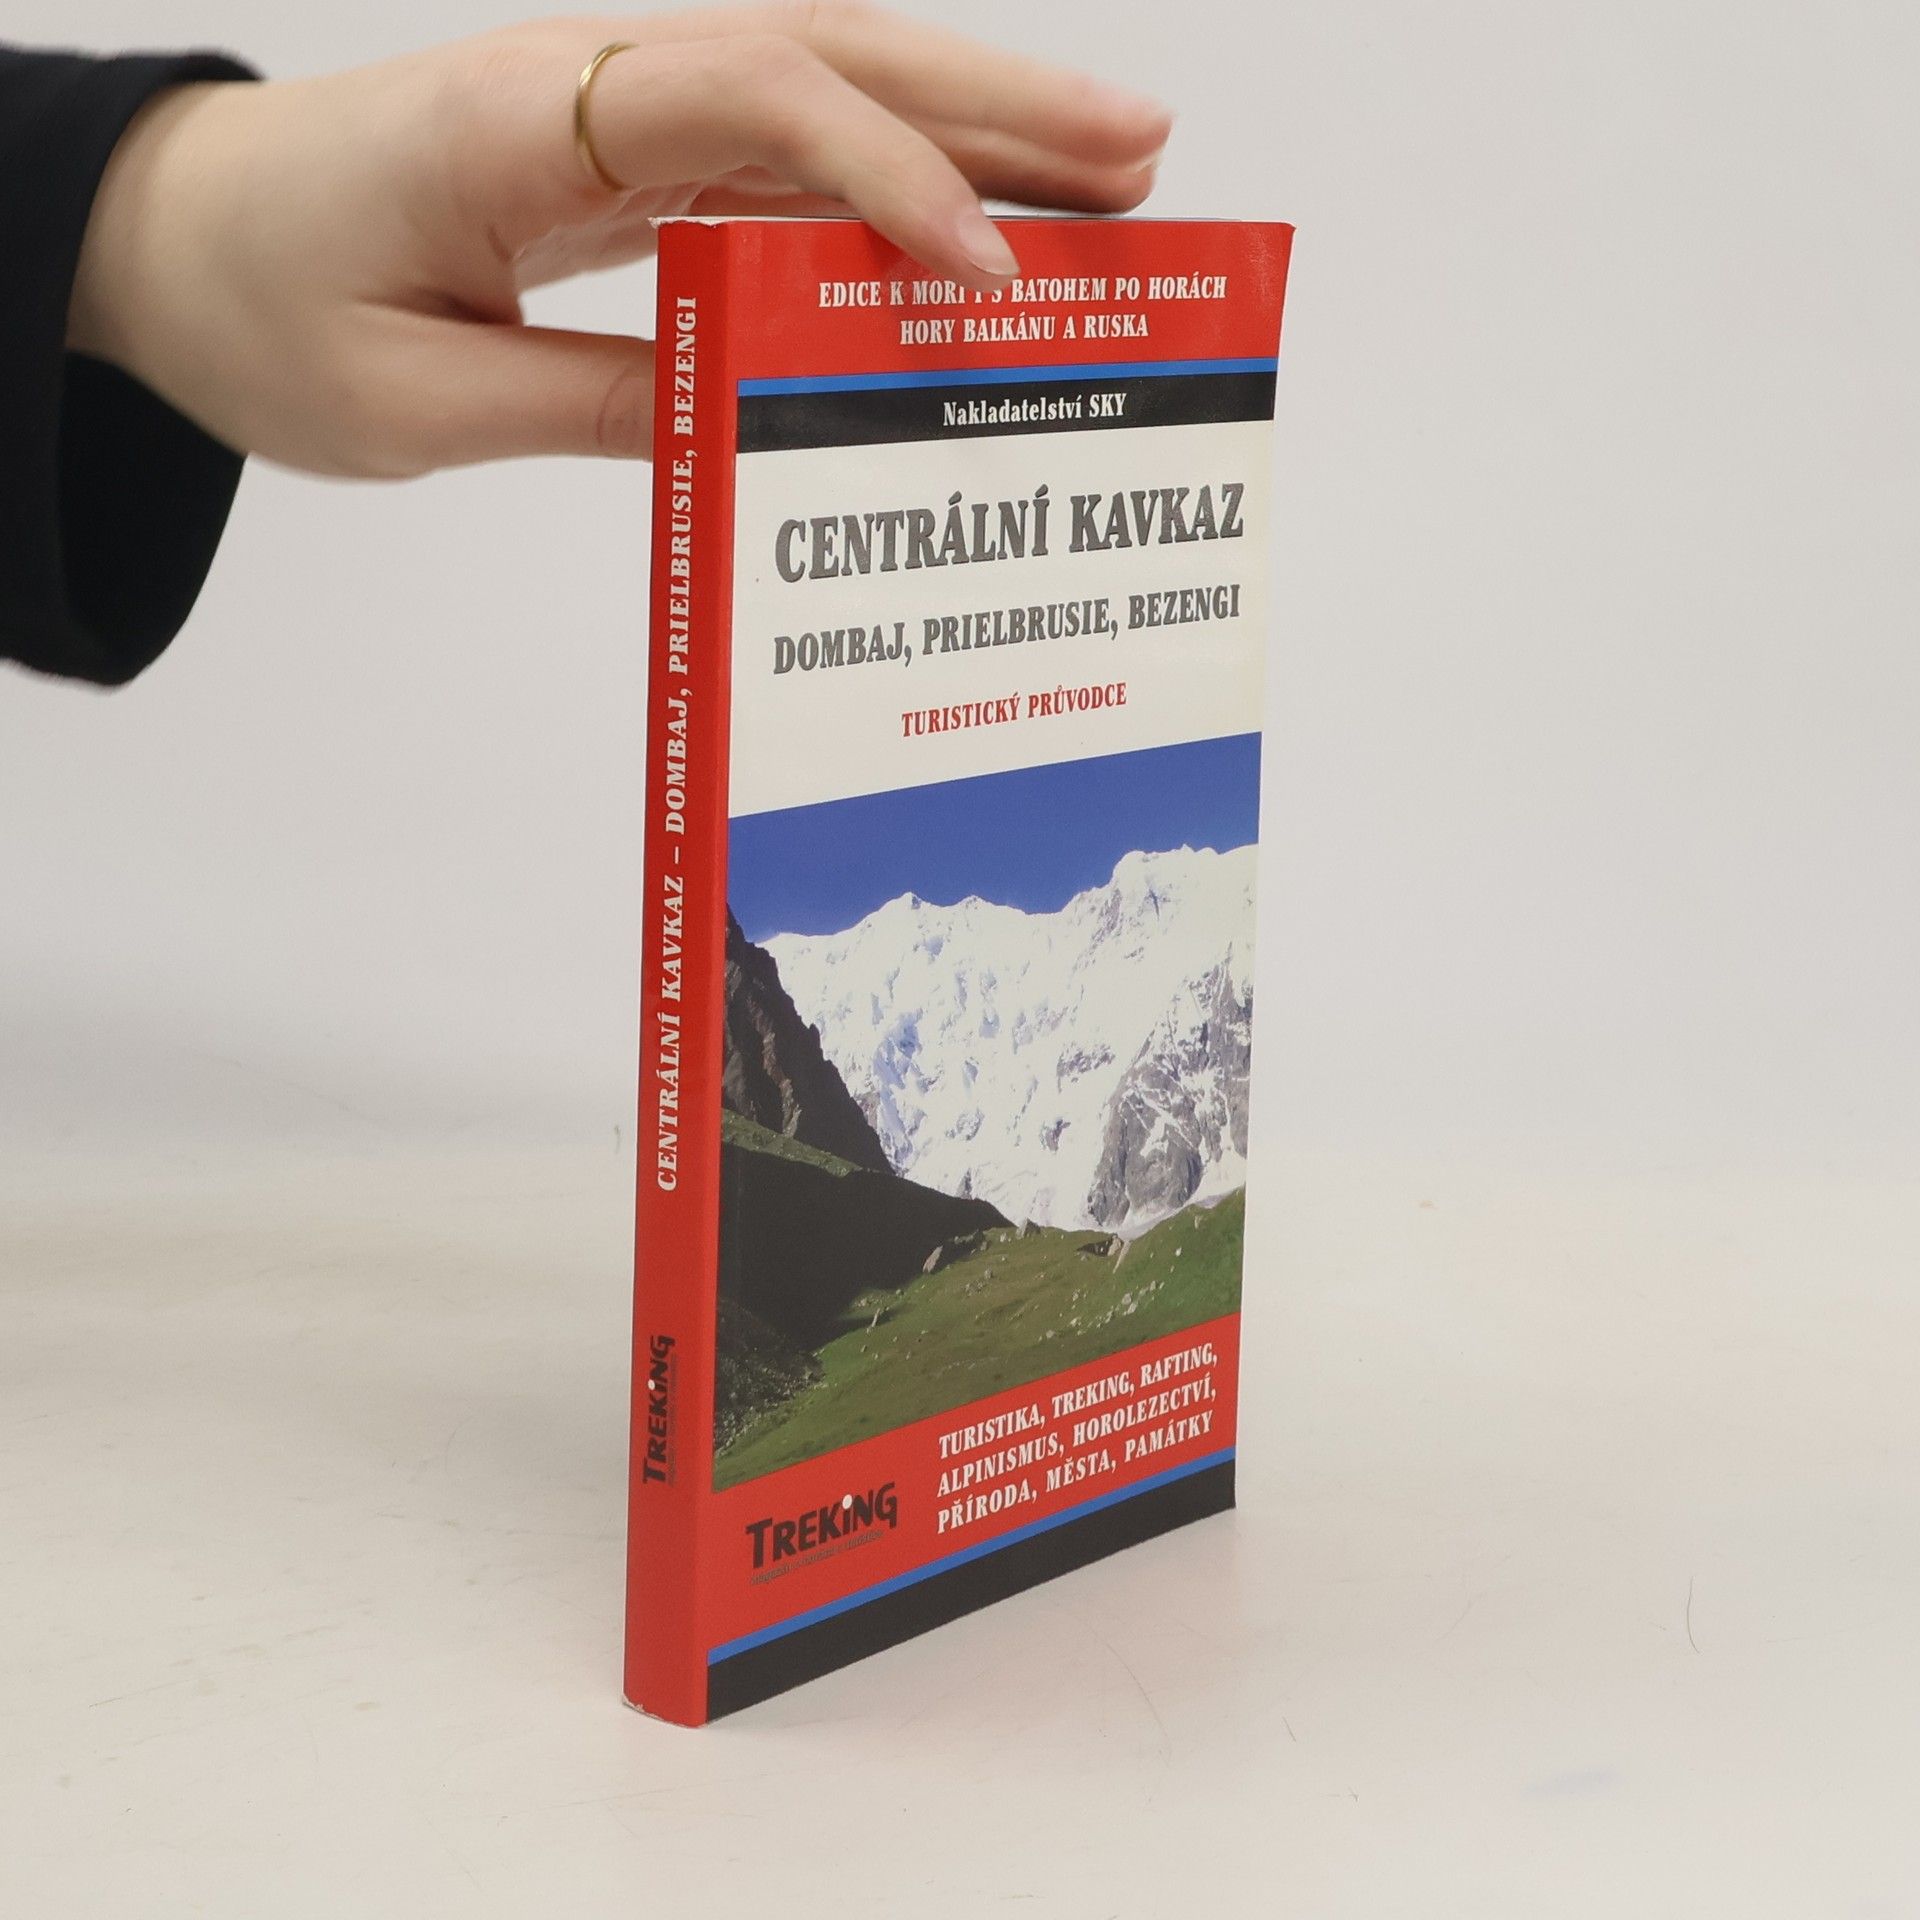 EDICE K MOŘI I S BATOHEM PO HORÁCH
HORY BALKÁNU A RUSKA
Nakladatelství SKY
CENTRÁLNÍ KAVKAZ
DOMBAJ, PRIELBRUSIE, BEZENGI
TURISTICKÝ PRŮVODCE
TURISTIKA, TREKING, RAFTING,
ALPINISMUS, HOROLEZECTVÍ,
PŘÍRODA, MĚSTA, PAMÁTKY
TREKiNG
CENTRÁLNÍ KAVKAZ – DOMBAJ, PRIELBRUSIE, BEZENGI
TREKiNG